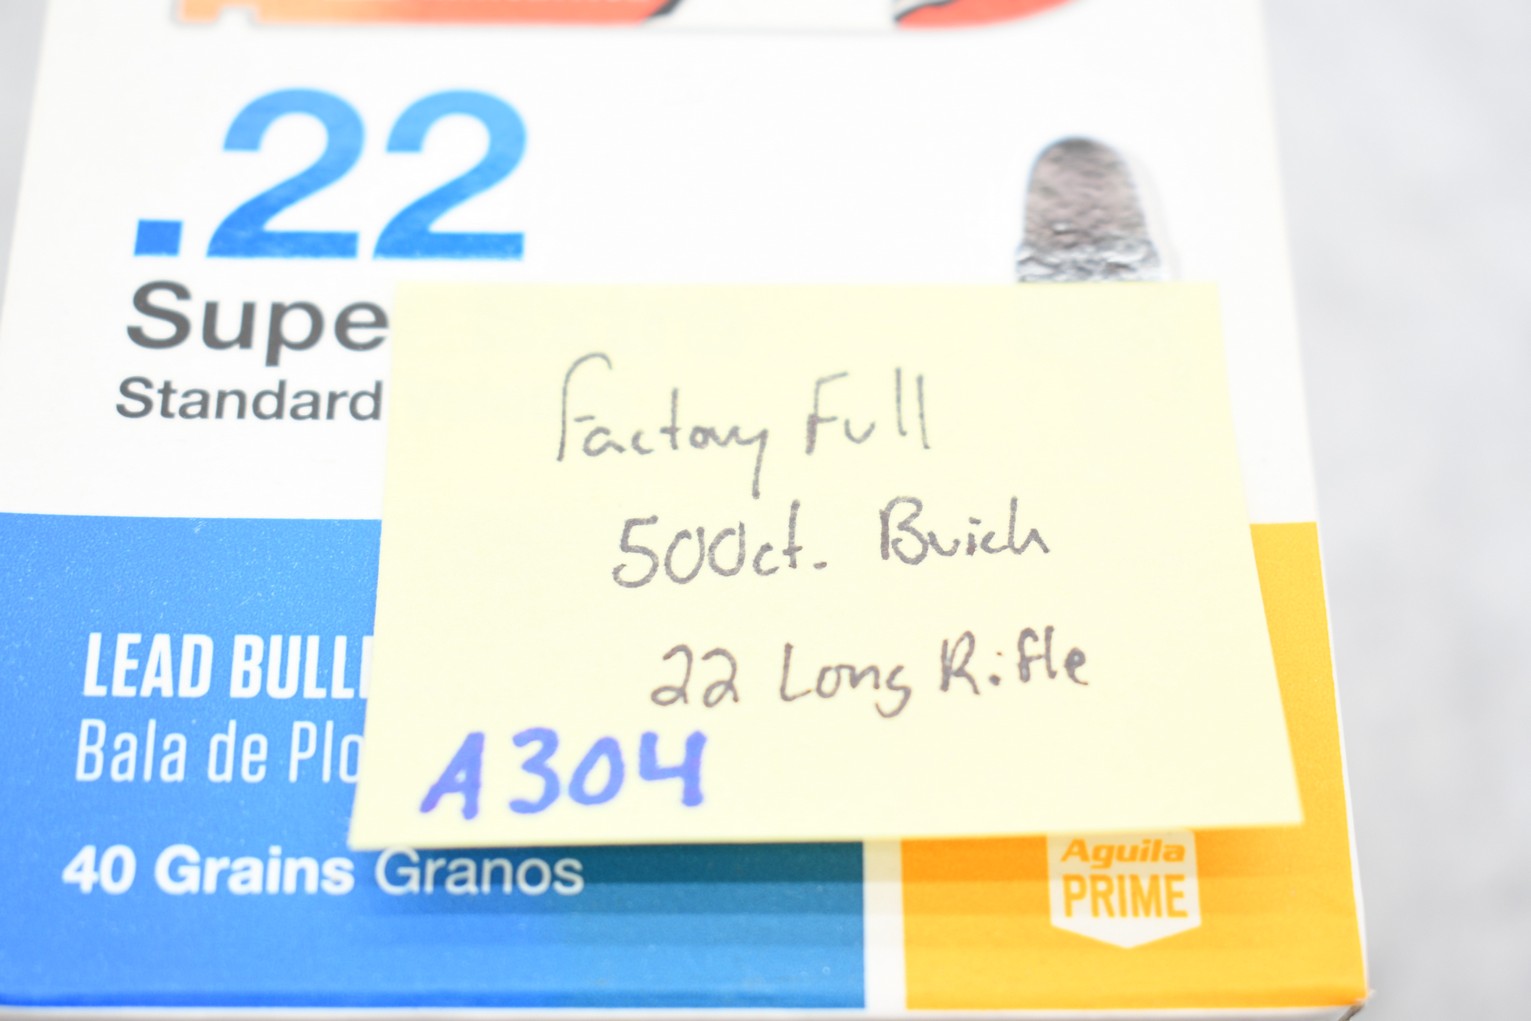 .22
Supe
Standard
Factory Full
500ct. Brick
22 Long Rifle
A304
LEAD BULL
Bala de Plo
40 Grains Granos
Aguila
PRIME